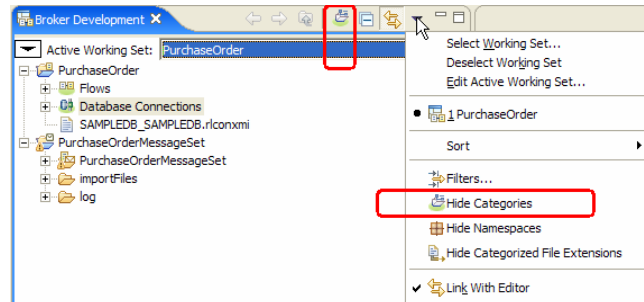 Broker Development
Active Working Set: PurchaseOrder
PurchaseOrder
Flows
Database Connections
SAMPLEDB_SAMPLEDB.rlconxmi
PurchaseOrderMessageSet
PurchaseOrderMessageSet
importFiles
log
Select Working Set...
Deselect Working Set
Edit Active Working Set...
1 PurchaseOrder
Sort
Filters...
Hide Categories
Hide Namespaces
Hide Categorized File Extensions
Link With Editor